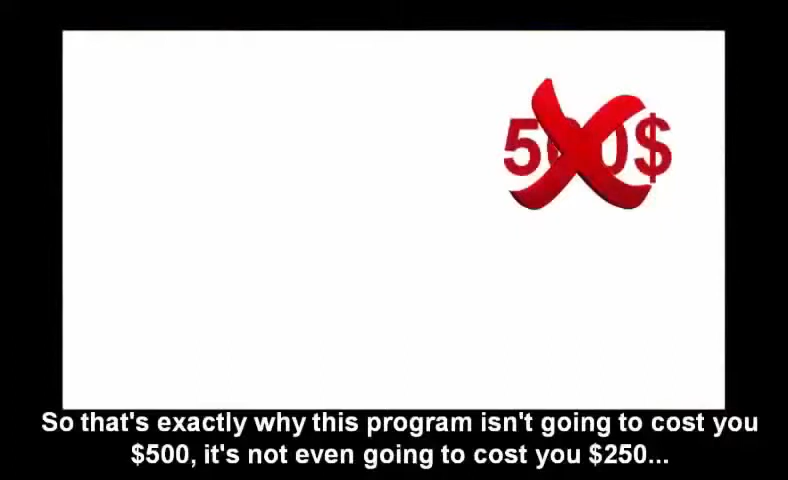 500$
So that's exactly why this program isn't going to cost you
$500, it's not even going to cost you $250...